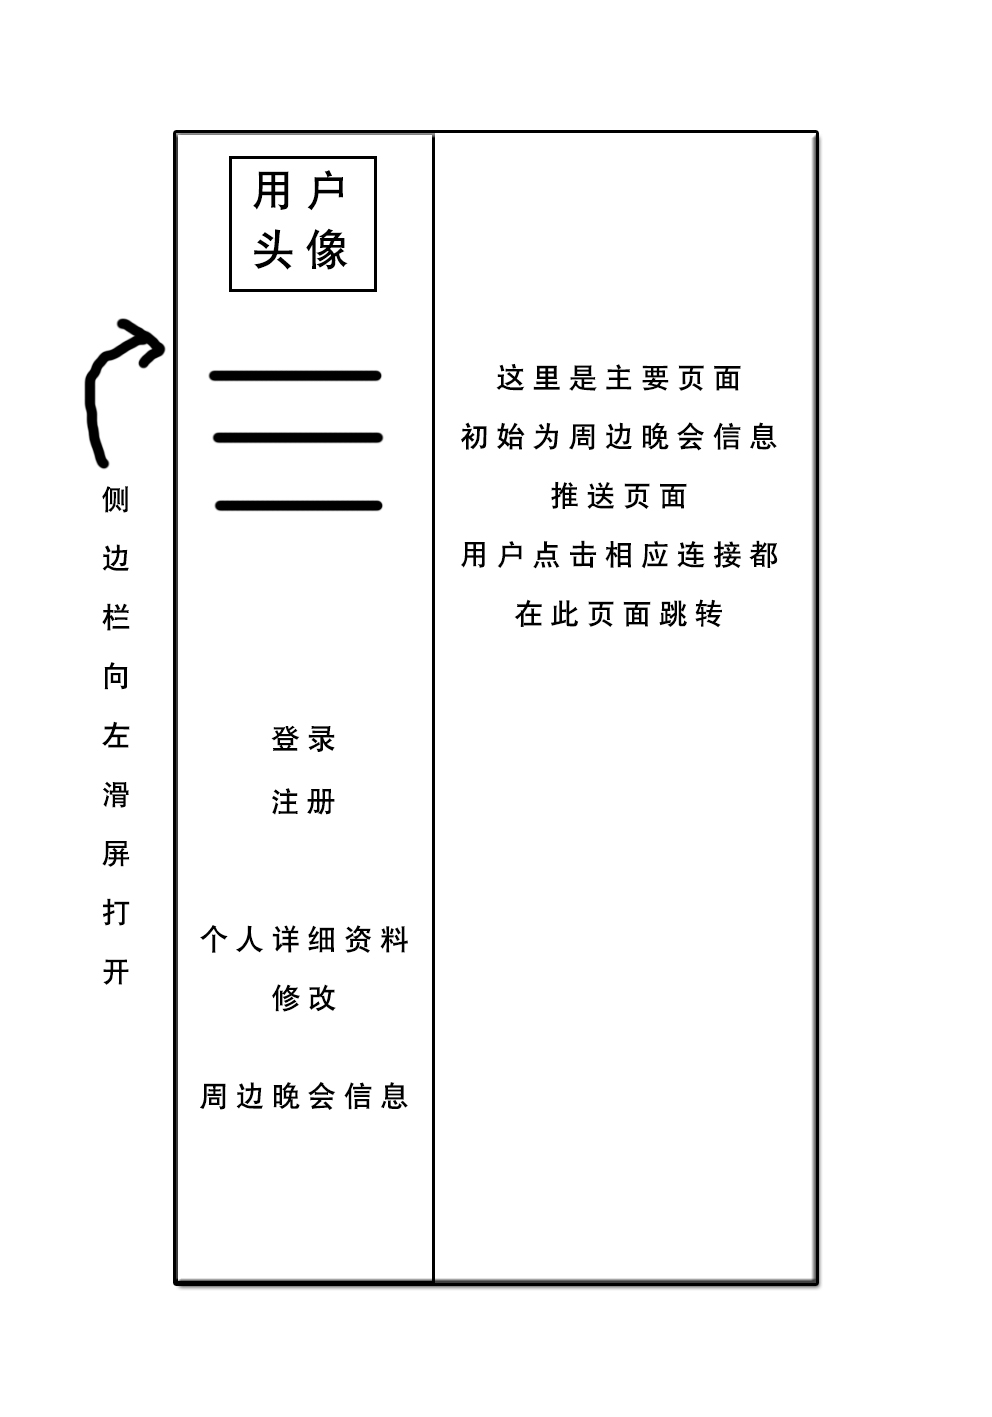 用户
头像
侧边栏向左滑屏打开
登录
注册
个人详细资料
修改
周边晚会信息
这里是主要页面
初始为周边晚会信息
推送页面
用户点击相应连接都
在此页面跳转